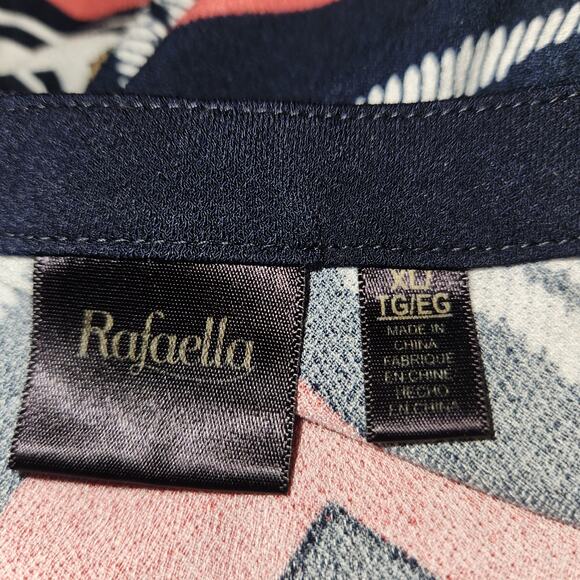 Rafaella
XL/
TG/EG
MADE IN
CHINA
FABRIQUE
EN CHINE
HECHO
EN CHINA